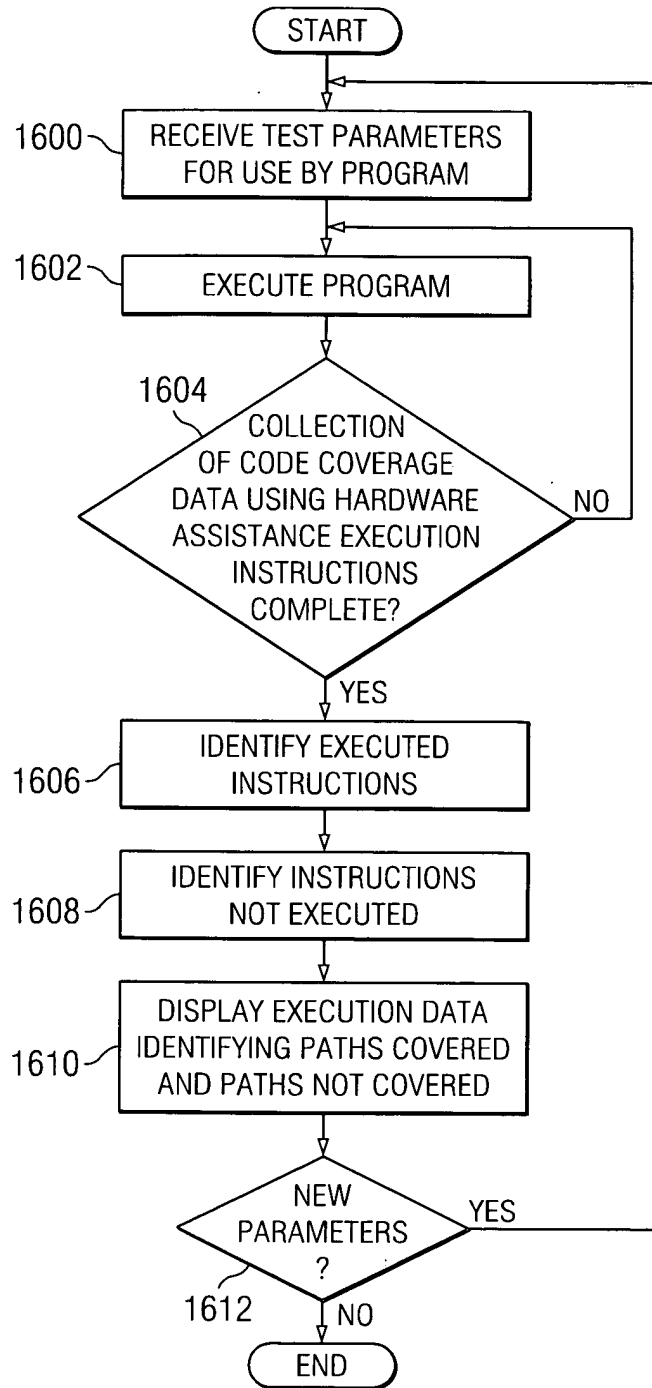 START
1600
RECEIVE TEST PARAMETERS
FOR USE BY PROGRAM
1602
EXECUTE PROGRAM
1604
COLLECTION
OF CODE COVERAGE
DATA USING HARDWARE
ASSISTANCE EXECUTION
INSTRUCTIONS
COMPLETE?
NO
YES
1606
IDENTIFY EXECUTED
INSTRUCTIONS
1608
IDENTIFY INSTRUCTIONS
NOT EXECUTED
1610
DISPLAY EXECUTION DATA
IDENTIFYING PATHS COVERED
AND PATHS NOT COVERED
NEW
PARAMETERS
?
YES
1612
NO
END